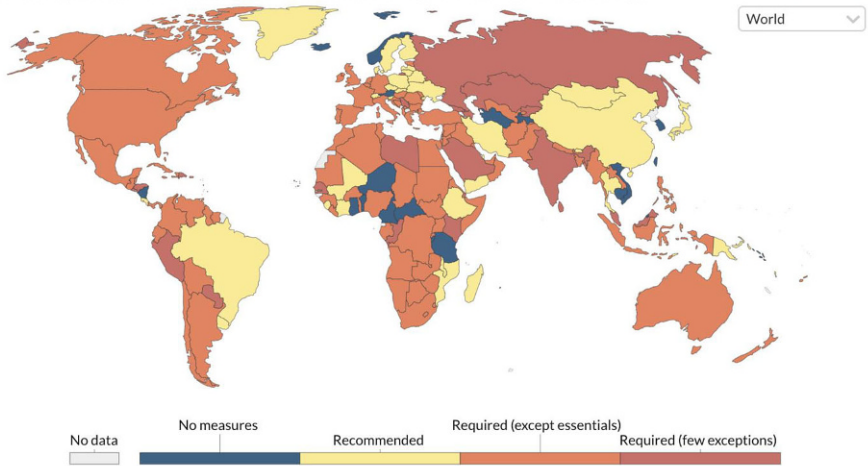 World
No measures
Required (except essentials)
No data
Recommended
Required (few exceptions)